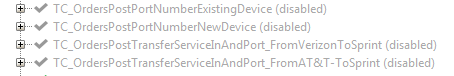 TC_OrdersPostPortNumberExistingDevice (disabled)
TC_OrdersPostPortNumberNewDevice (disabled)
TC_OrdersPostTransferServiceInAndPort_FromVerizonToSprint (disabled)
TC_OrdersPostTransferServiceInAndPort_FromAT&T-ToSprint (disabled)